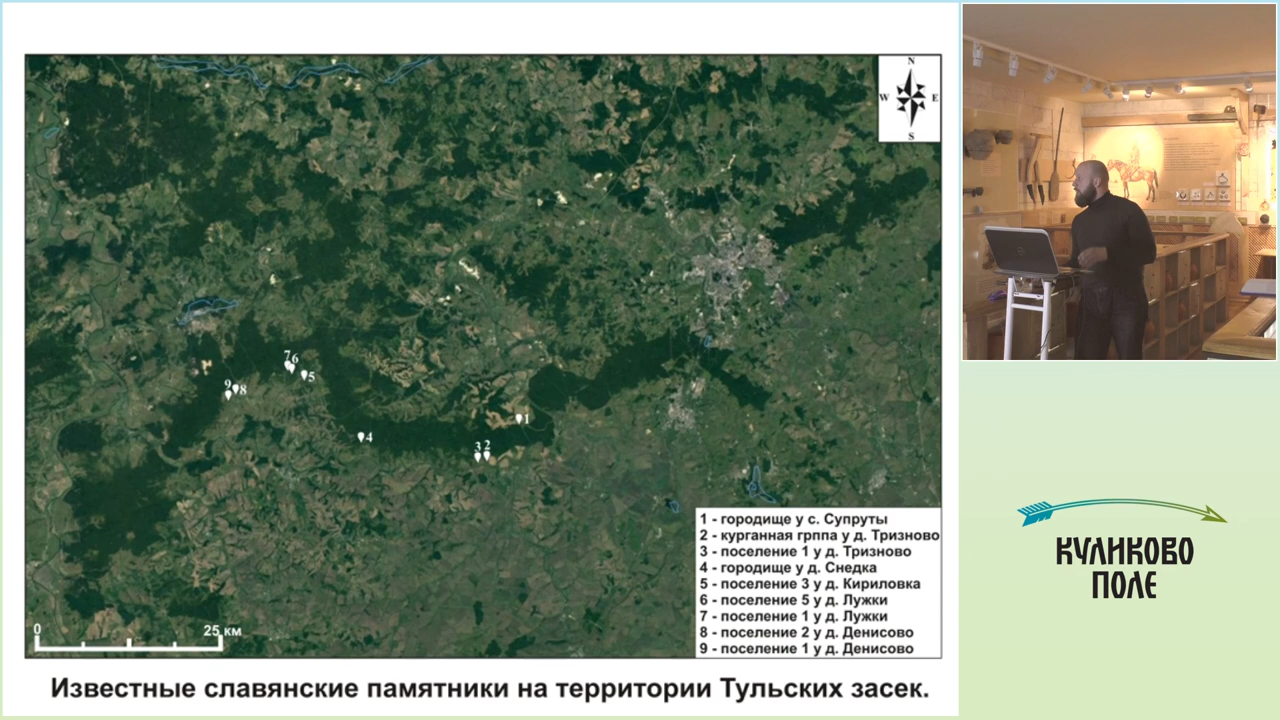 N
W E
S
7
6
5
9
8
4
1
3 2
1 - городище у с. Супруты
2 - курганная грппа у д. Тризново
3 - поселение 1 у д. Тризново
4 - городище у д. Снедка
5 - поселение 3 у д. Кириловка
6 - поселение 5 у д. Лужки
7 - поселение 1 у д. Лужки
8 - поселение 2 у д. Денисово
9 - поселение 1 у д. Денисово
0 25 км
Известные славянские памятники на территории Тульских засек.
КУЛИКОВО
ПОЛЕ